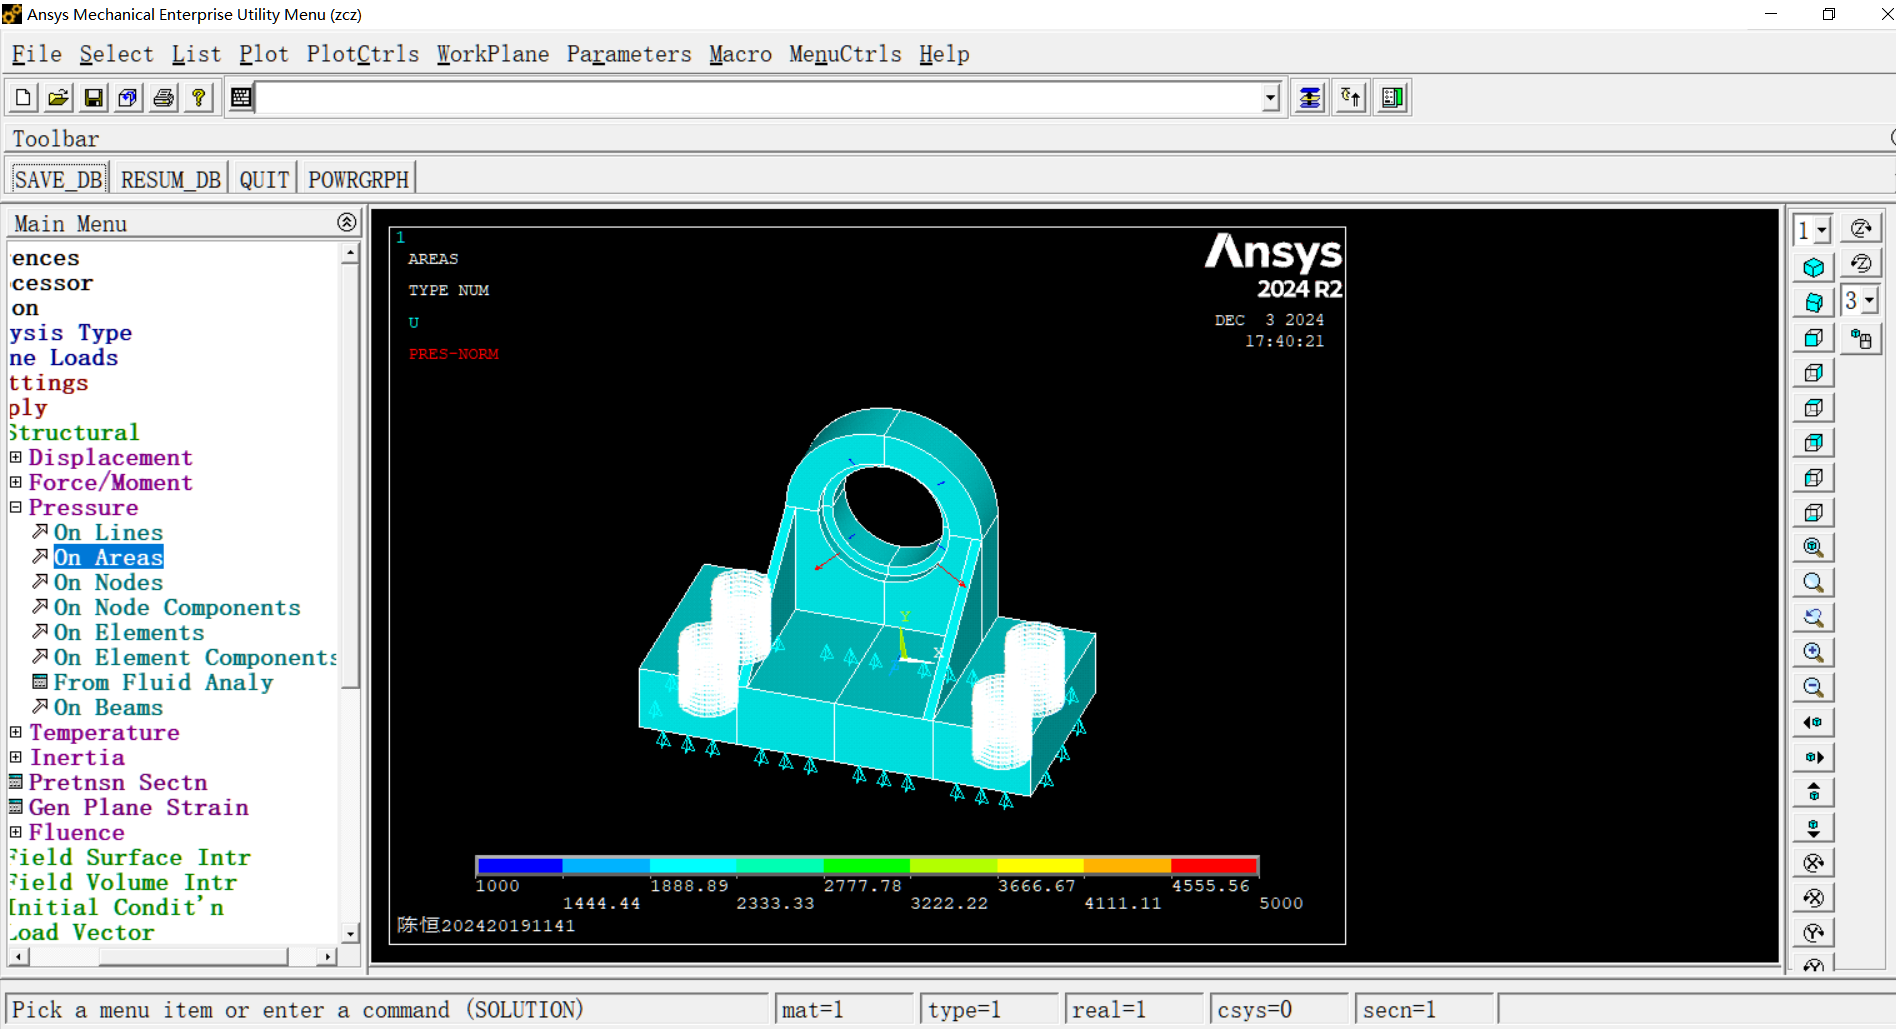 Ansys Mechanical Enterprise Utility Menu (zcz)
File Select List Plot PlotCtrls WorkPlane Parameters Macro MenuCtrls Help
Toolbar
SAVE_DB RESUM_DB QUIT POWRGRPH
Main Menu
ences
cessor
on
ysis Type
ne Loads
ttings
ply
Structural
Displacement
Force/Moment
Pressure
On Lines
On Areas
On Nodes
On Node Components
On Elements
On Element Components
From Fluid Analy
On Beams
Temperature
Inertia
Pretnsn Sectn
Gen Plane Strain
Fluence
Field Surface Intr
Field Volume Intr
Initial Condit'n
Load Vector
1
AREAS
TYPE NUM
U
PRES-NORM
Ansys
2024 R2
DEC 3 2024
17:40:21
Y
X
1000 1888.89 2777.78 3666.67 4555.56
1444.44 2333.33 3222.22 4111.11 5000
陈恒202420191141
1
3
Pick a menu item or enter a command (SOLUTION) mat=1 type=1 real=1 csys=0 secn=1